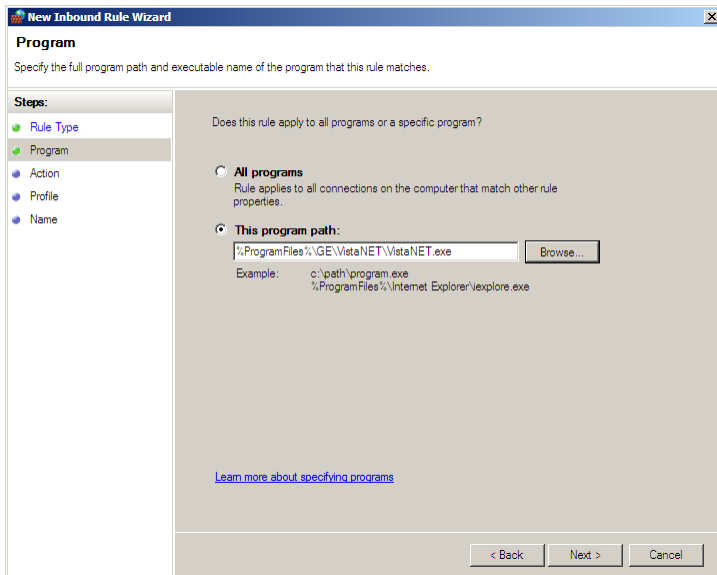 New Inbound Rule Wizard
Program
Specify the full program path and executable name of the program that this rule matches.
Steps:
Rule Type
Program
Action
Profile
Name
Does this rule apply to all programs or a specific program?
All programs
Rule applies to all connections on the computer that match other rule
properties.
This program path:
%ProgramFiles%\GE\VistaNET\VistaNET.exe
Browse...
Example: c:\path\program.exe
%ProgramFiles%\Internet Explorer\iexplore.exe
Learn more about specifying programs
< Back Next > Cancel